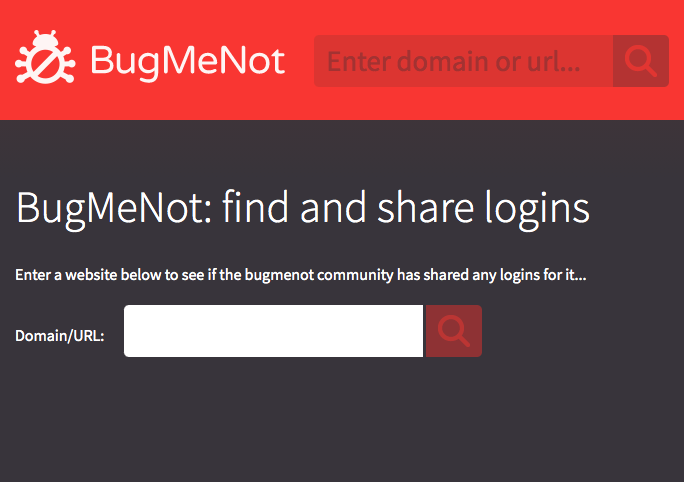 BugMeNot
Enter domain or url...
BugMeNot: find and share logins
Enter a website below to see if the bugmenot community has shared any logins for it...
Domain/URL: